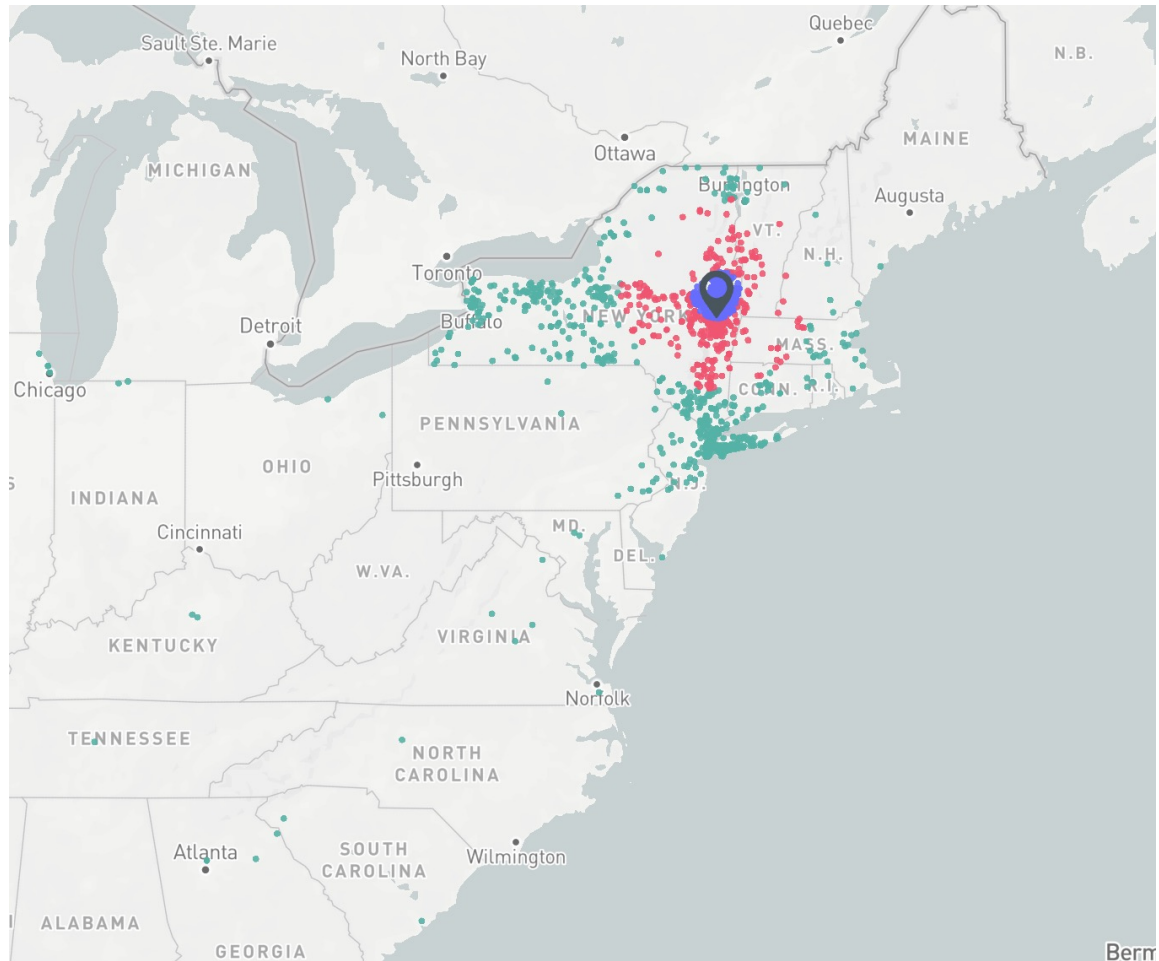 Quebec
Sault Ste. Marie
N.B.
North Bay
MAINE
Ottawa
MICHIGAN
Burlington
Augusta
VT.
N.H.
Toronto
NEW YORK
Buffalo
Detroit
MASS.
Chicago
CONN.
R.I.
PENNSYLVANIA
OHIO
Pittsburgh
N.J.
S
INDIANA
MD.
Cincinnati
DEL.
W.VA.
VIRGINIA
KENTUCKY
Norfolk
TENNESSEE
NORTH
CAROLINA
Atlanta
SOUTH
CAROLINA
Wilmington
ALABAMA
GEORGIA
Berm